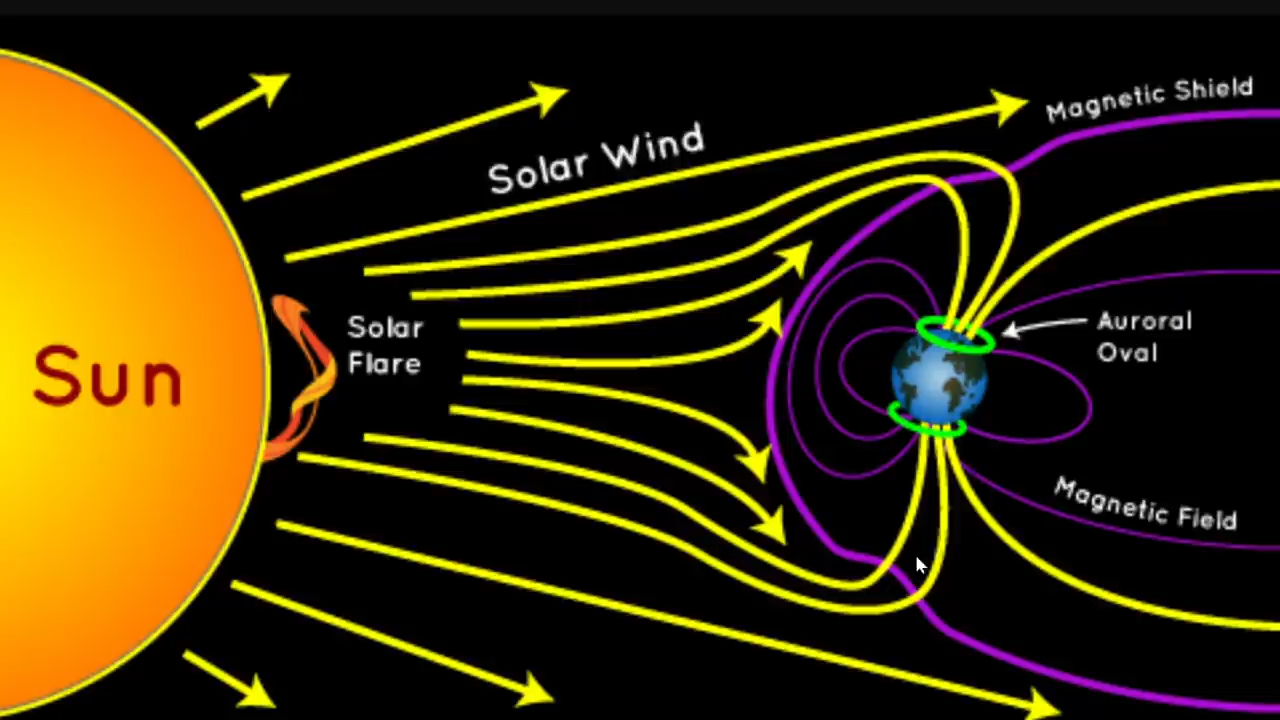 Magnetic Shield
Solar Wind
Solar
Flare
Sun
Auroral
Oval
Magnetic Field